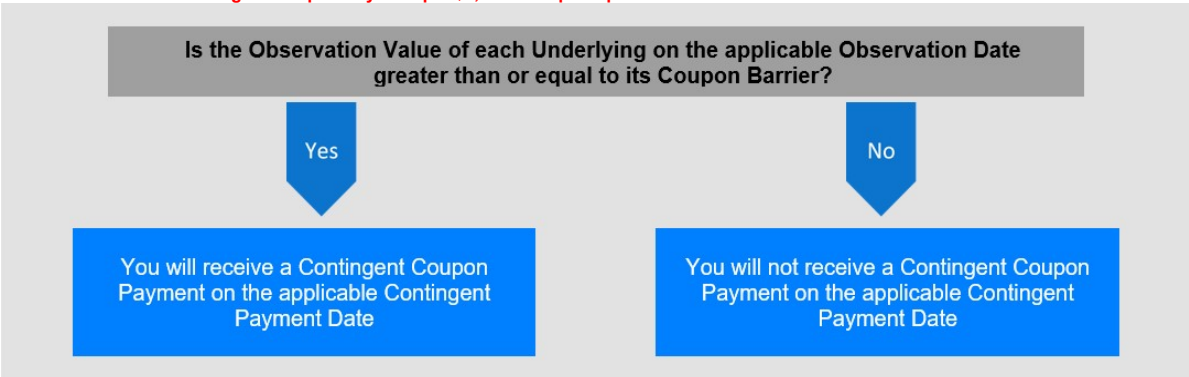 Is the Observation Value of each Underlying on the applicable Observation Date
greater than or equal to its Coupon Barrier?
Yes
No
You will receive a Contingent Coupon
Payment on the applicable Contingent
Payment Date
You will not receive a Contingent Coupon
Payment on the applicable Contingent
Payment Date